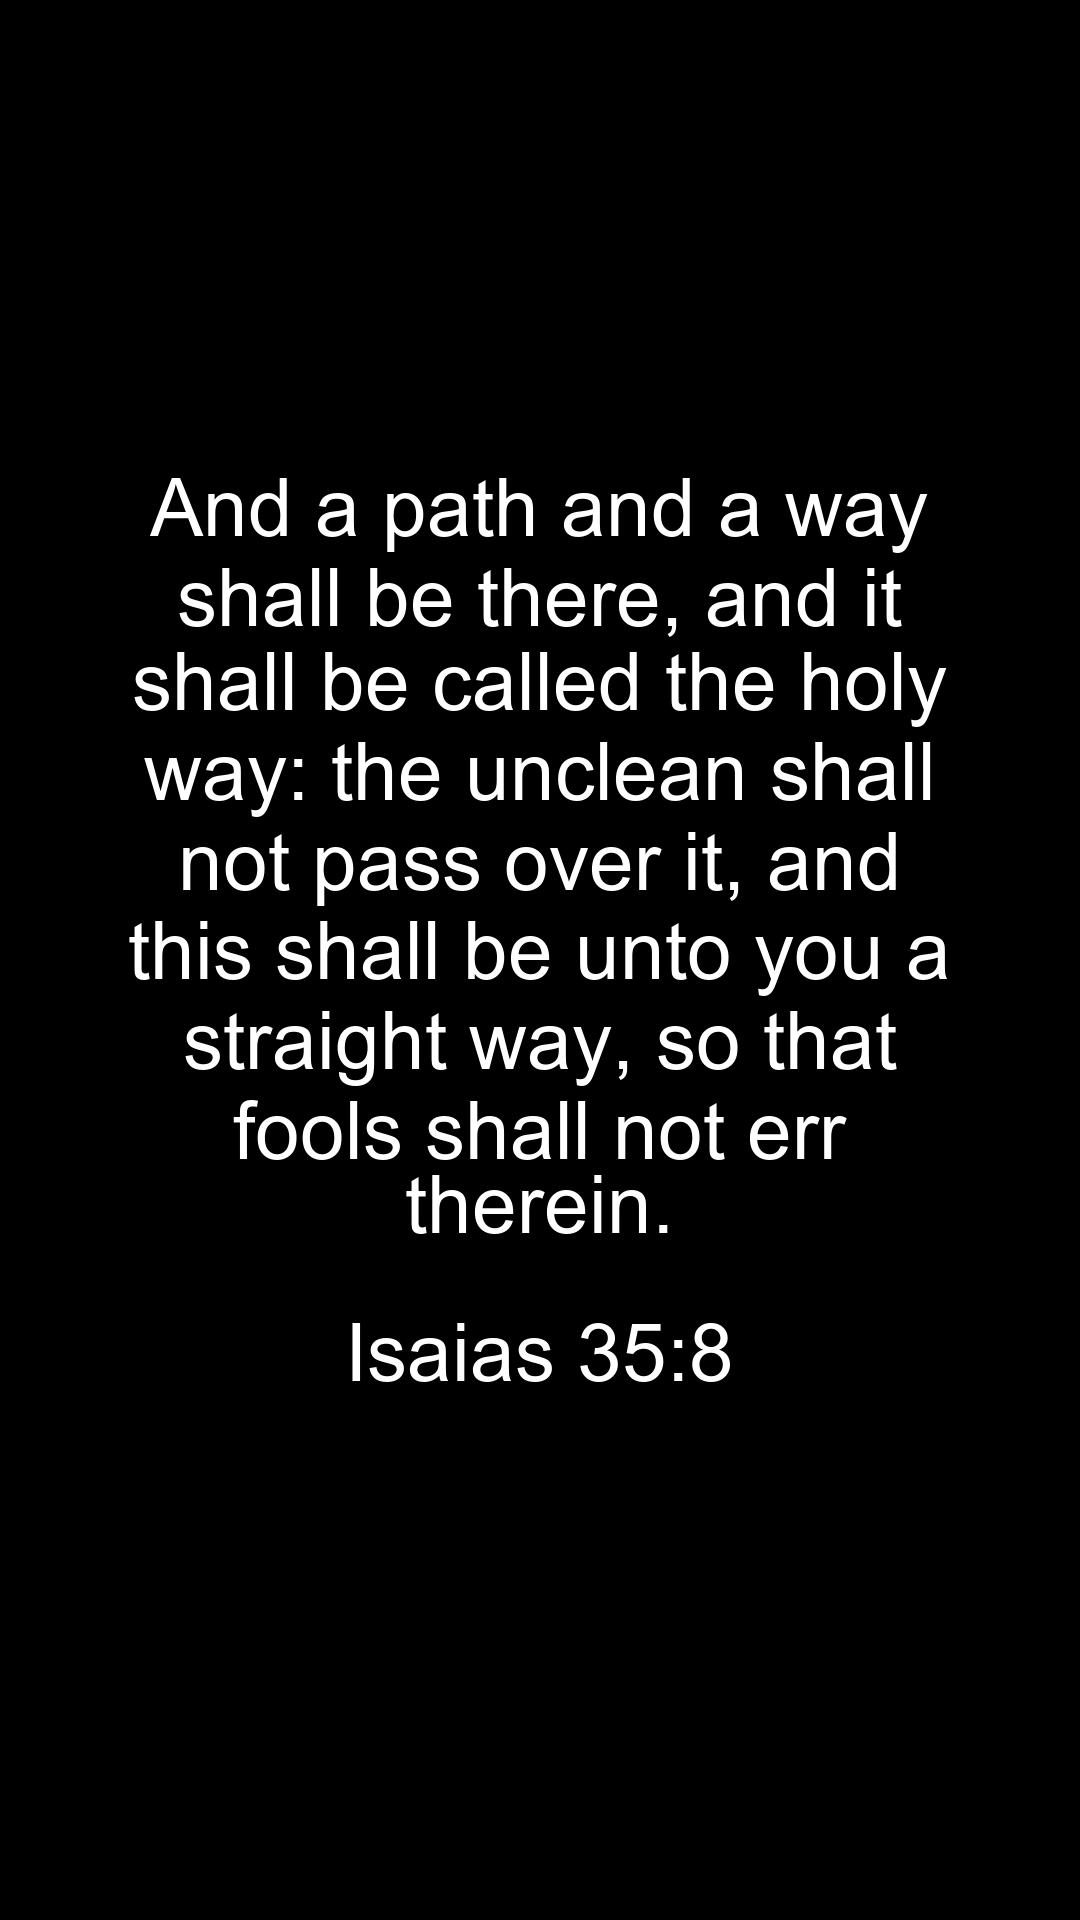 And a path and a way
shall be there, and it
shall be called the holy
way: the unclean shall
not pass over it, and
this shall be unto you a
straight way, so that
fools shall not err
therein.
Isaias 35:8